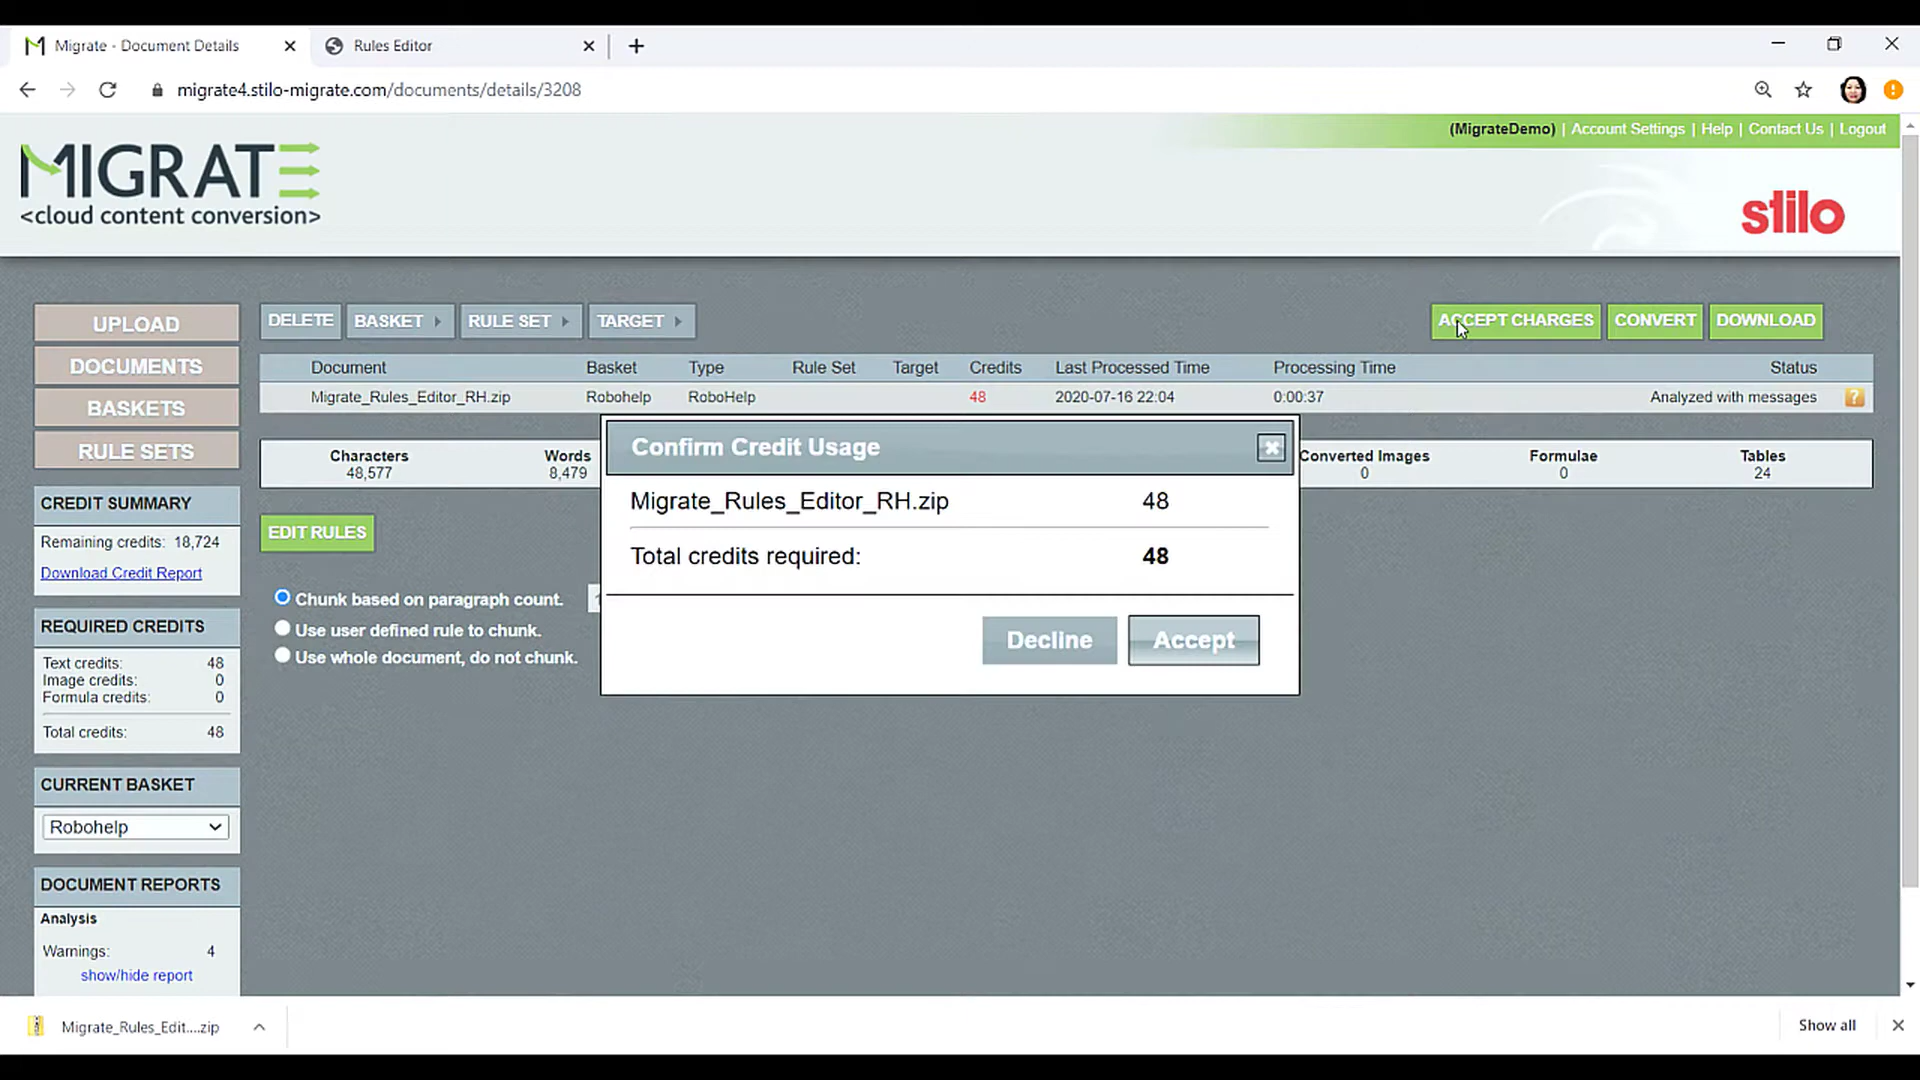 Migrate - Document Details
Rules Editor
migrate4.stilo-migrate.com/documents/details/3208
(MigrateDemo) | Account Settings | Help | Contact Us | Logout
MIGRATE
<cloud content conversion>
stilo
UPLOAD
DOCUMENTS
BASKETS
RULE SETS
DELETE BASKET RULE SET TARGET
ACCEPT CHARGES CONVERT DOWNLOAD
Document Basket Type Rule Set Target Credits Last Processed Time Processing Time Status
Migrate_Rules_Editor_RH.zip Robohelp RoboHelp 48 2020-07-16 22:04 0:00:37 Analyzed with messages ?
Characters Words Converted Images Formulae Tables
48,577 8,479 0 0 24
Confirm Credit Usage
Migrate_Rules_Editor_RH.zip 48
Total credits required: 48
Decline Accept
EDIT RULES
Chunk based on paragraph count.
Use user defined rule to chunk.
Use whole document, do not chunk.
CREDIT SUMMARY
Remaining credits: 18,724
Download Credit Report
REQUIRED CREDITS
Text credits: 48
Image credits: 0
Formula credits: 0
Total credits: 48
CURRENT BASKET
Robohelp
DOCUMENT REPORTS
Analysis
Warnings: 4
show/hide report
Migrate_Rules_Edit....zip
Show all